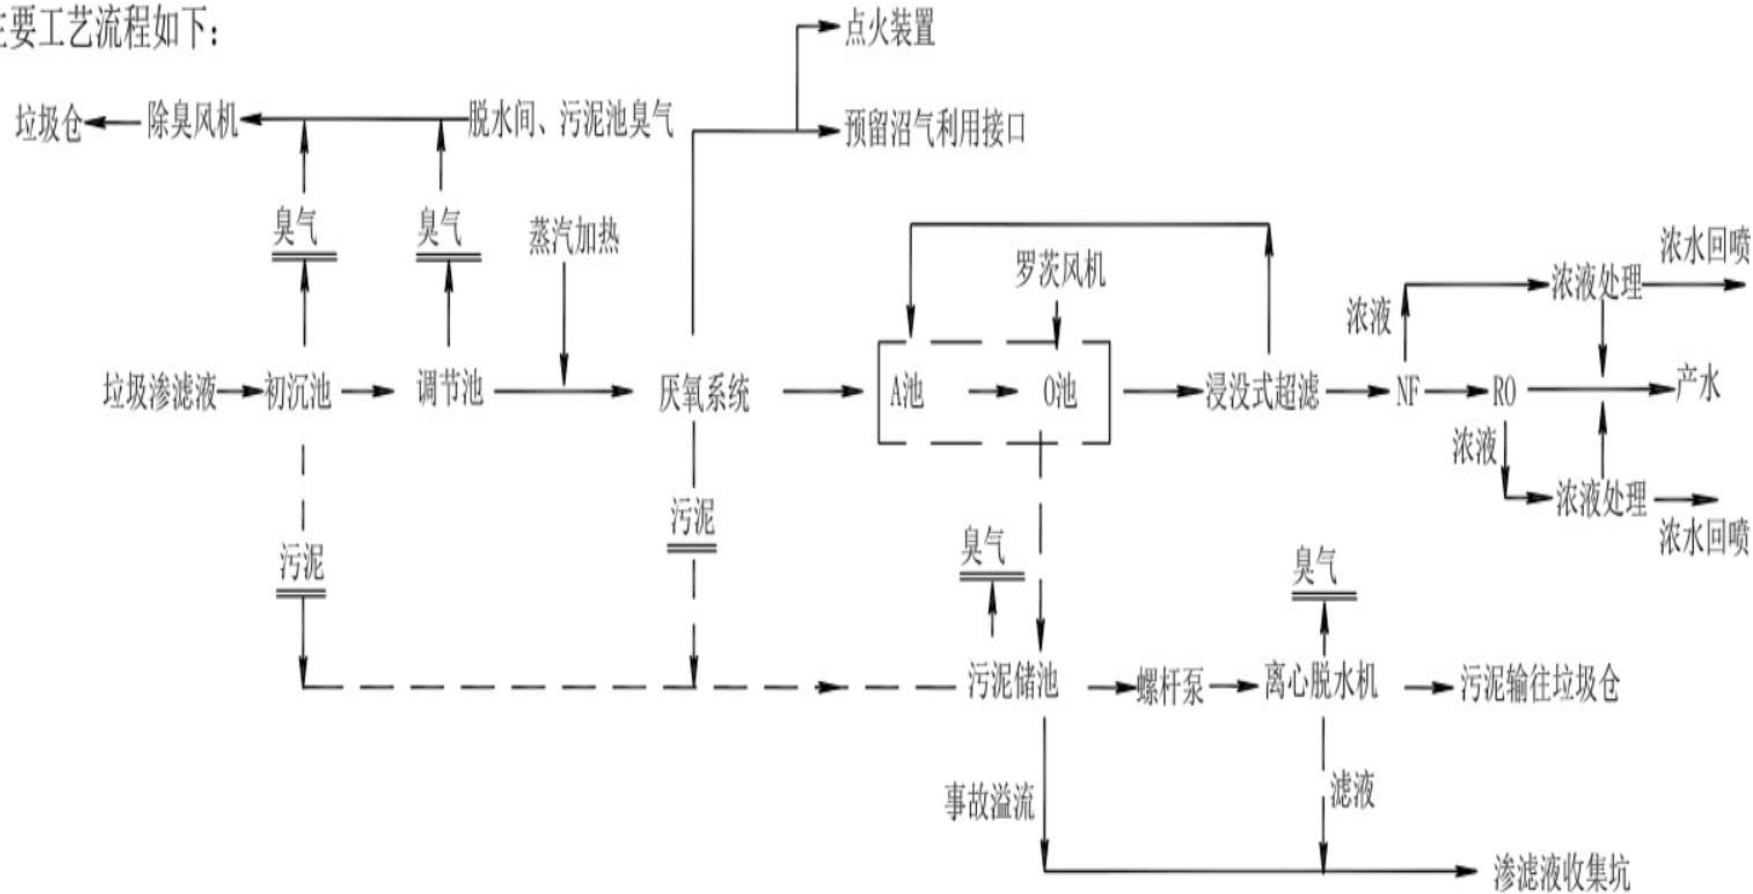 主要工艺流程如下:
点火装置
垃圾仓
除臭风机
脱水间、污泥池臭气
预留沼气利用接口
臭气
臭气
蒸汽加热
罗茨风机
浓水回喷
浓液处理
浓液
垃圾渗滤液
初沉池
调节池
厌氧系统
A池
O池
浸没式超滤
NF
RO
产水
浓液
浓液处理
浓水回喷
污泥
污泥
臭气
臭气
污泥储池
螺杆泵
离心脱水机
污泥输往垃圾仓
事故溢流
滤液
渗滤液收集坑